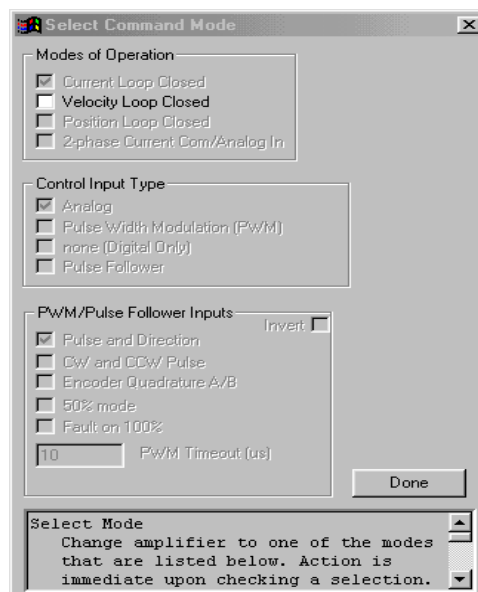 Select Command Mode
Modes of Operation
Current Loop Closed
Velocity Loop Closed
Position Loop Closed
2-phase Current Com/Analog In
Control Input Type
Analog
Pulse Width Modulation (PWM)
none (Digital Only)
Pulse Follower
PWM/Pulse Follower Inputs
Invert
Pulse and Direction
CW and CCW Pulse
Encoder Quadrature A/B
50% mode
Fault on 100%
10 PWM Timeout (us)
Done
Select Mode
Change amplifier to one of the modes
that are listed below. Action is
immediate upon checking a selection.